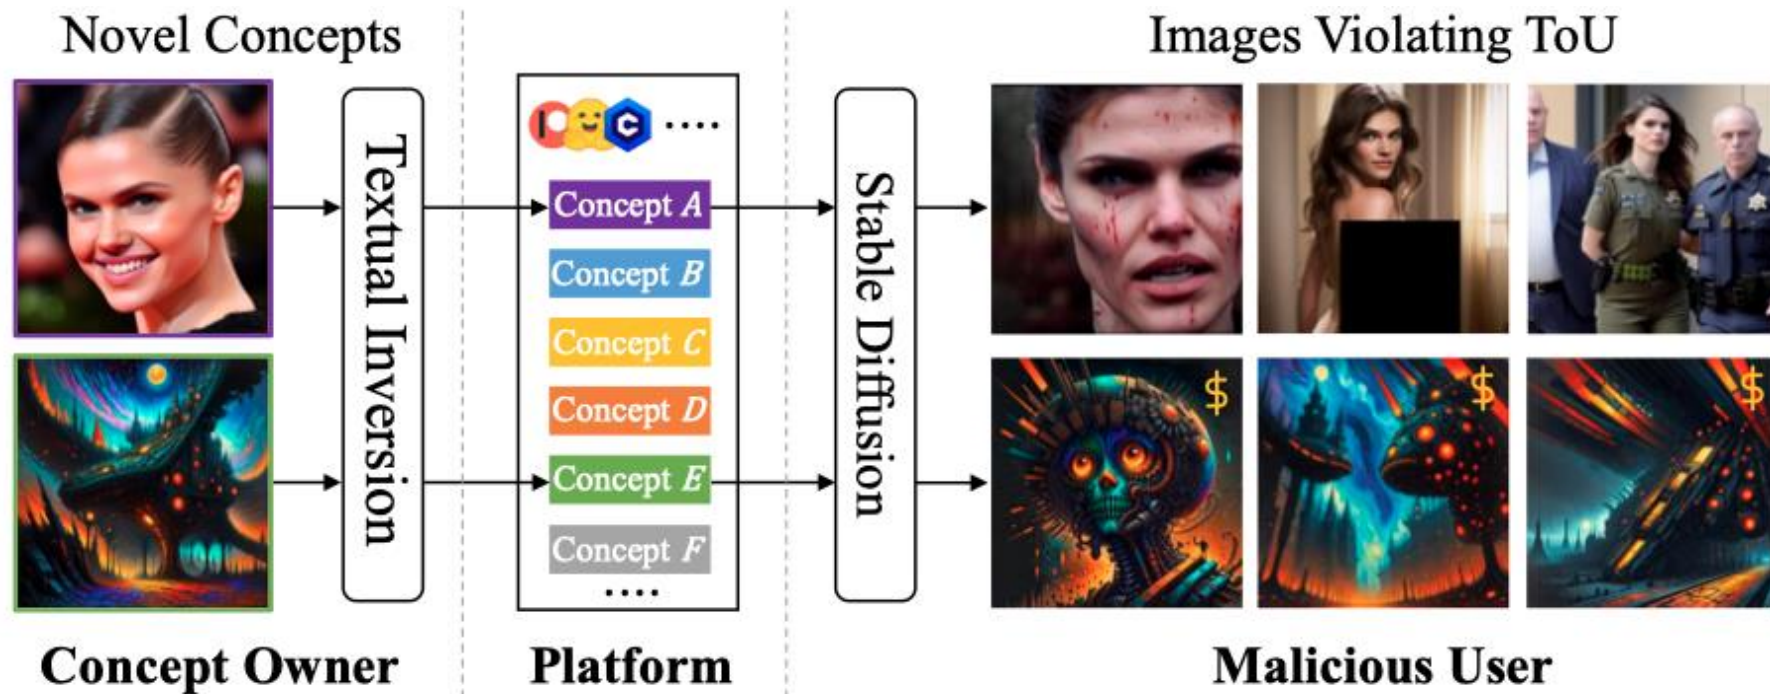 Novel Concepts
Images Violating ToU
Textual Inversion
Concept A
Concept B
Concept C
Concept D
Concept E
Concept F
....
....
Stable Diffusion
$
$
$
Concept Owner
Platform
Malicious User